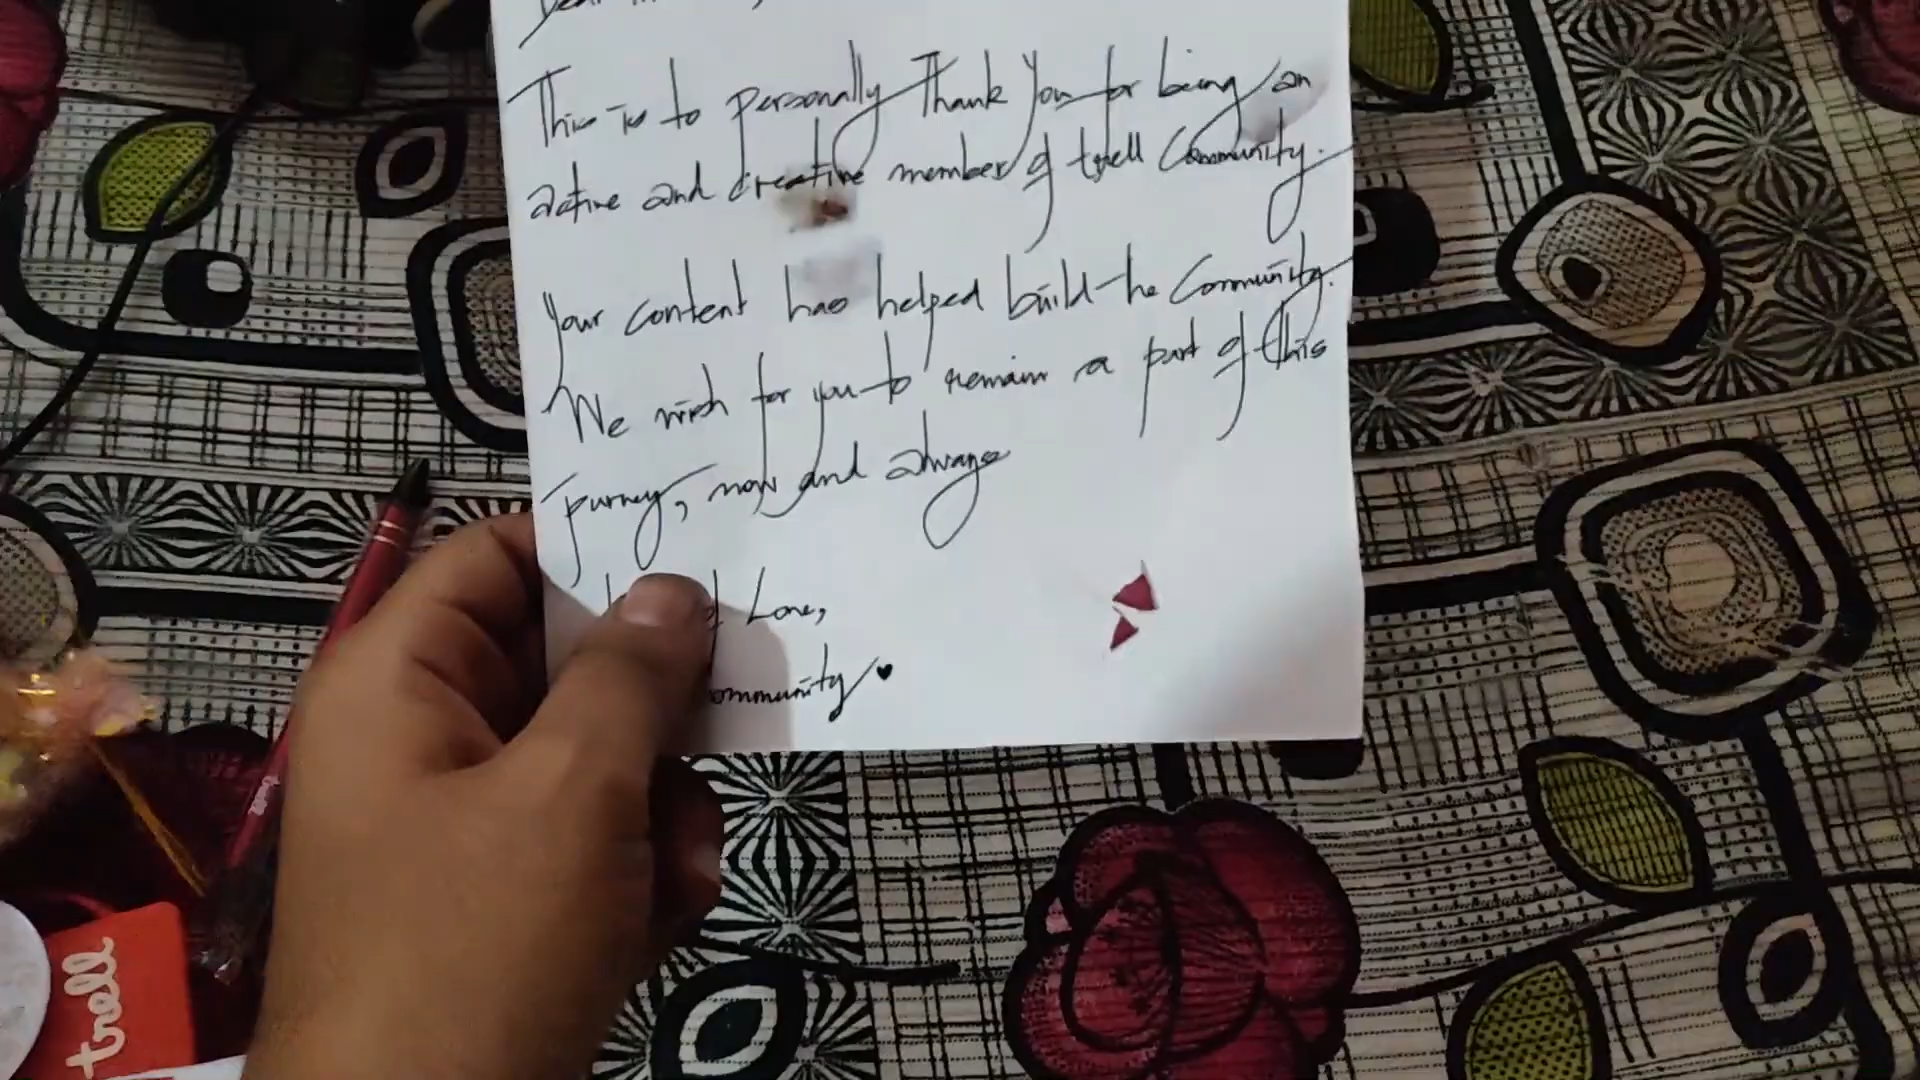 Dear
This is to personally Thank You for being an
active and creative member of trell Community.
Your content has helped build the Community.
We wish for you to remain a part of this
journey, now and always
Love,
ommunity♥
trell